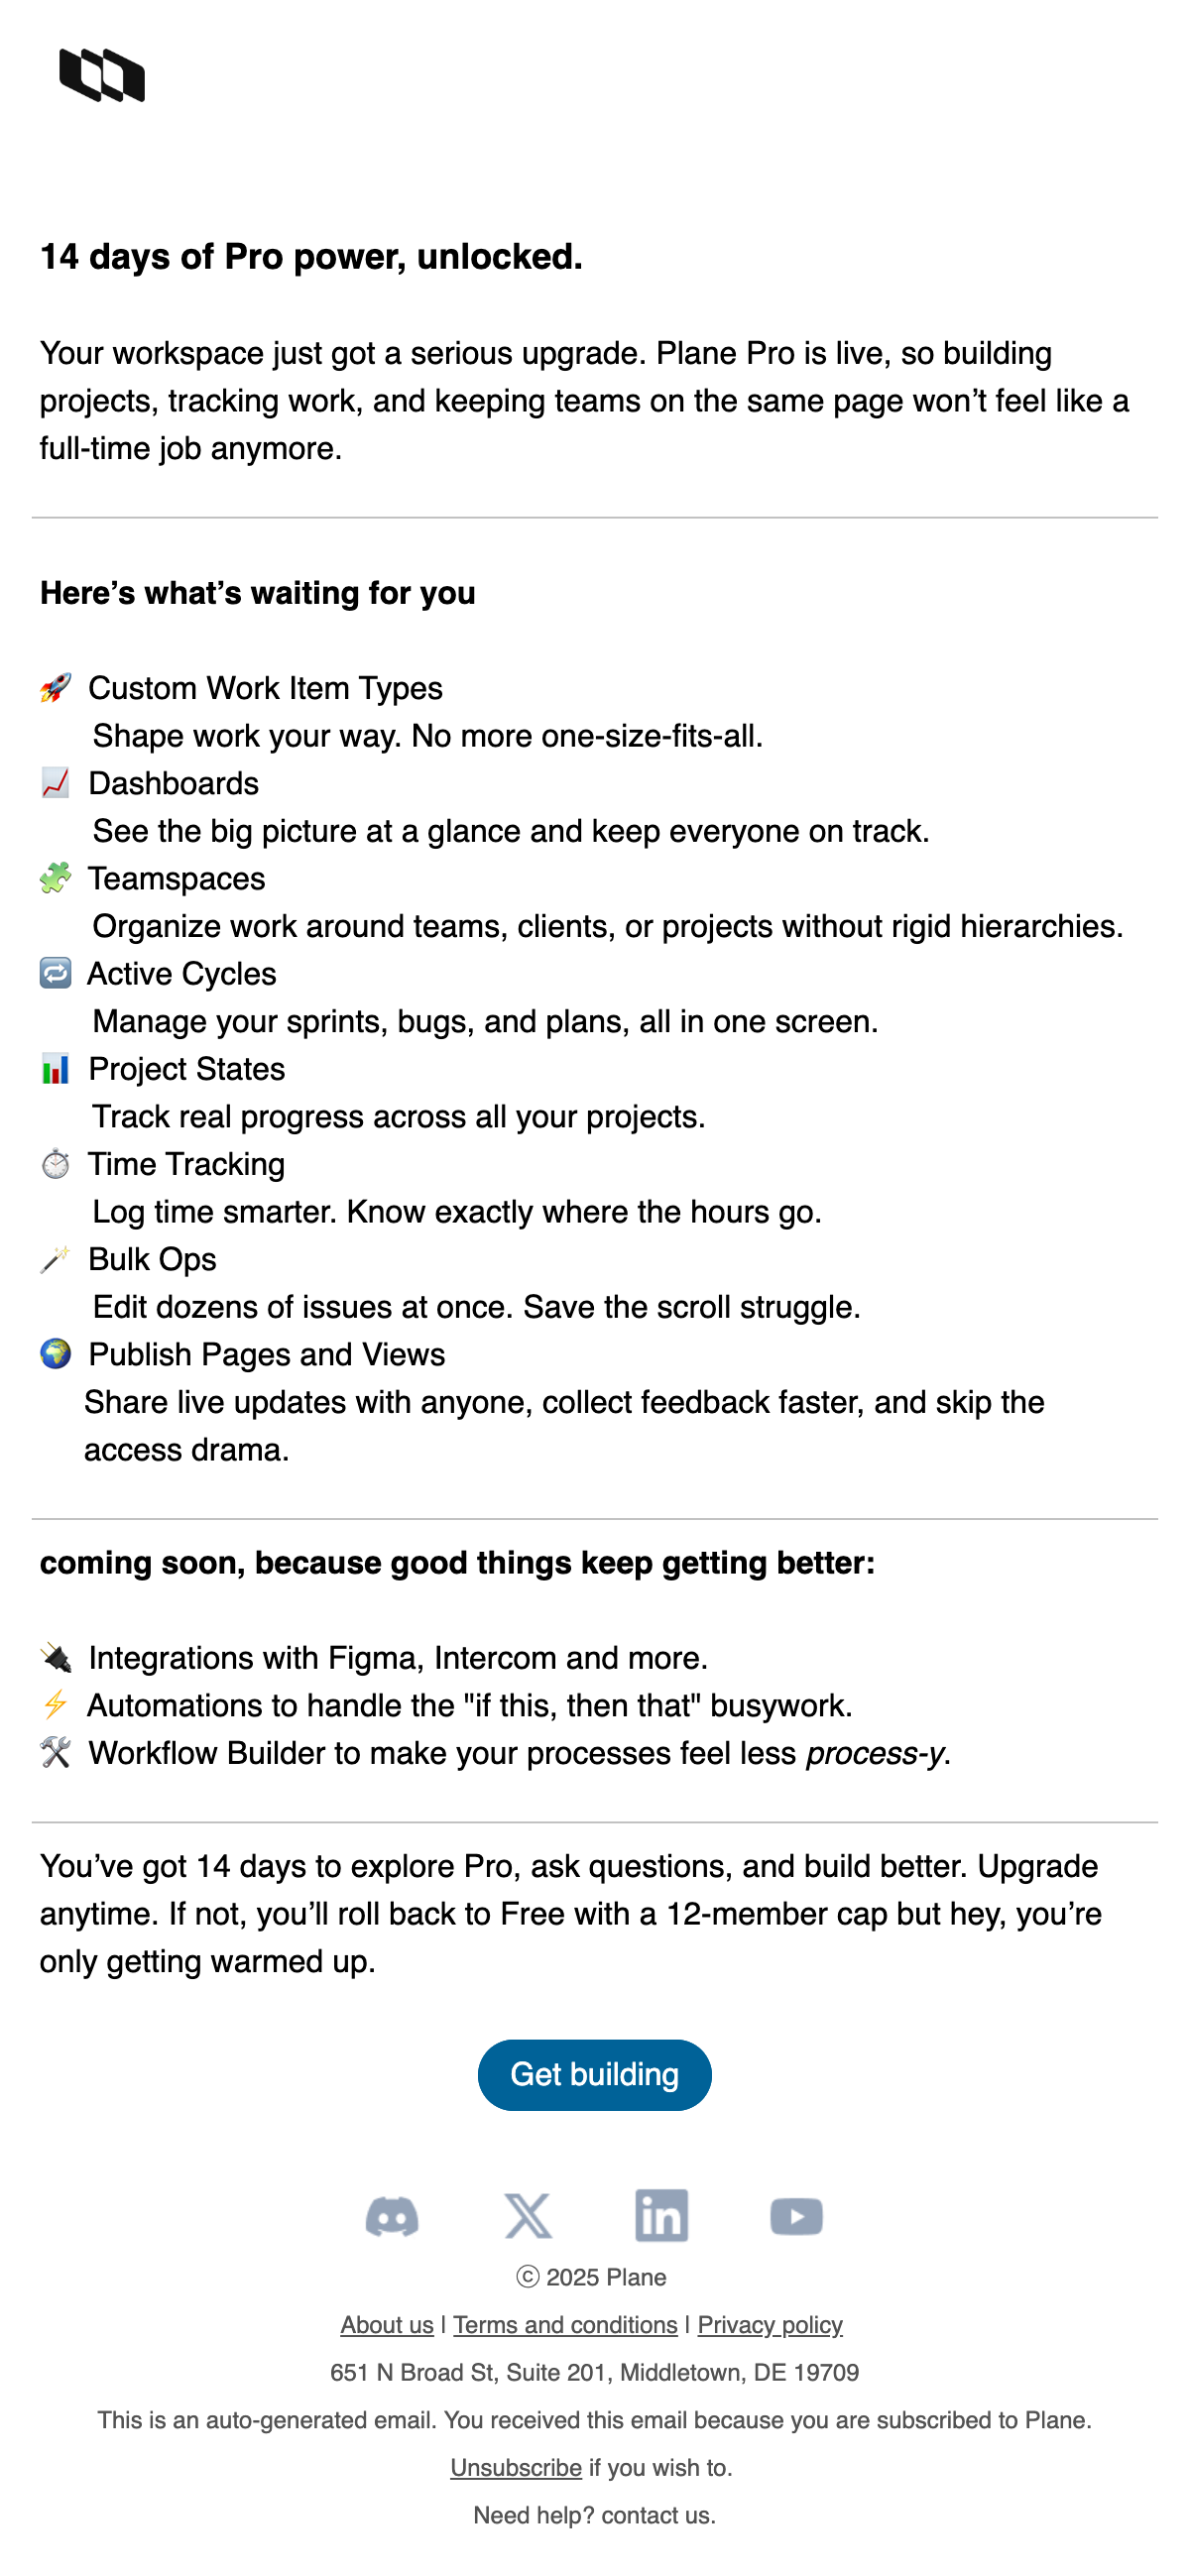 14 days of Pro power, unlocked.
Your workspace just got a serious upgrade. Plane Pro is live, so building
projects, tracking work, and keeping teams on the same page won’t feel like a
full-time job anymore.
Here’s what’s waiting for you
🚀 Custom Work Item Types
Shape work your way. No more one-size-fits-all.
📈 Dashboards
See the big picture at a glance and keep everyone on track.
🧩 Teamspaces
Organize work around teams, clients, or projects without rigid hierarchies.
🔁 Active Cycles
Manage your sprints, bugs, and plans, all in one screen.
📊 Project States
Track real progress across all your projects.
⏱️ Time Tracking
Log time smarter. Know exactly where the hours go.
🪄 Bulk Ops
Edit dozens of issues at once. Save the scroll struggle.
🌍 Publish Pages and Views
Share live updates with anyone, collect feedback faster, and skip the
access drama.
coming soon, because good things keep getting better:
🔌 Integrations with Figma, Intercom and more.
⚡ Automations to handle the "if this, then that" busywork.
🛠️ Workflow Builder to make your processes feel less process-y.
You’ve got 14 days to explore Pro, ask questions, and build better. Upgrade
anytime. If not, you’ll roll back to Free with a 12-member cap but hey, you’re
only getting warmed up.
Get building
ⓒ 2025 Plane
About us | Terms and conditions | Privacy policy
651 N Broad St, Suite 201, Middletown, DE 19709
This is an auto-generated email. You received this email because you are subscribed to Plane.
Unsubscribe if you wish to.
Need help? contact us.